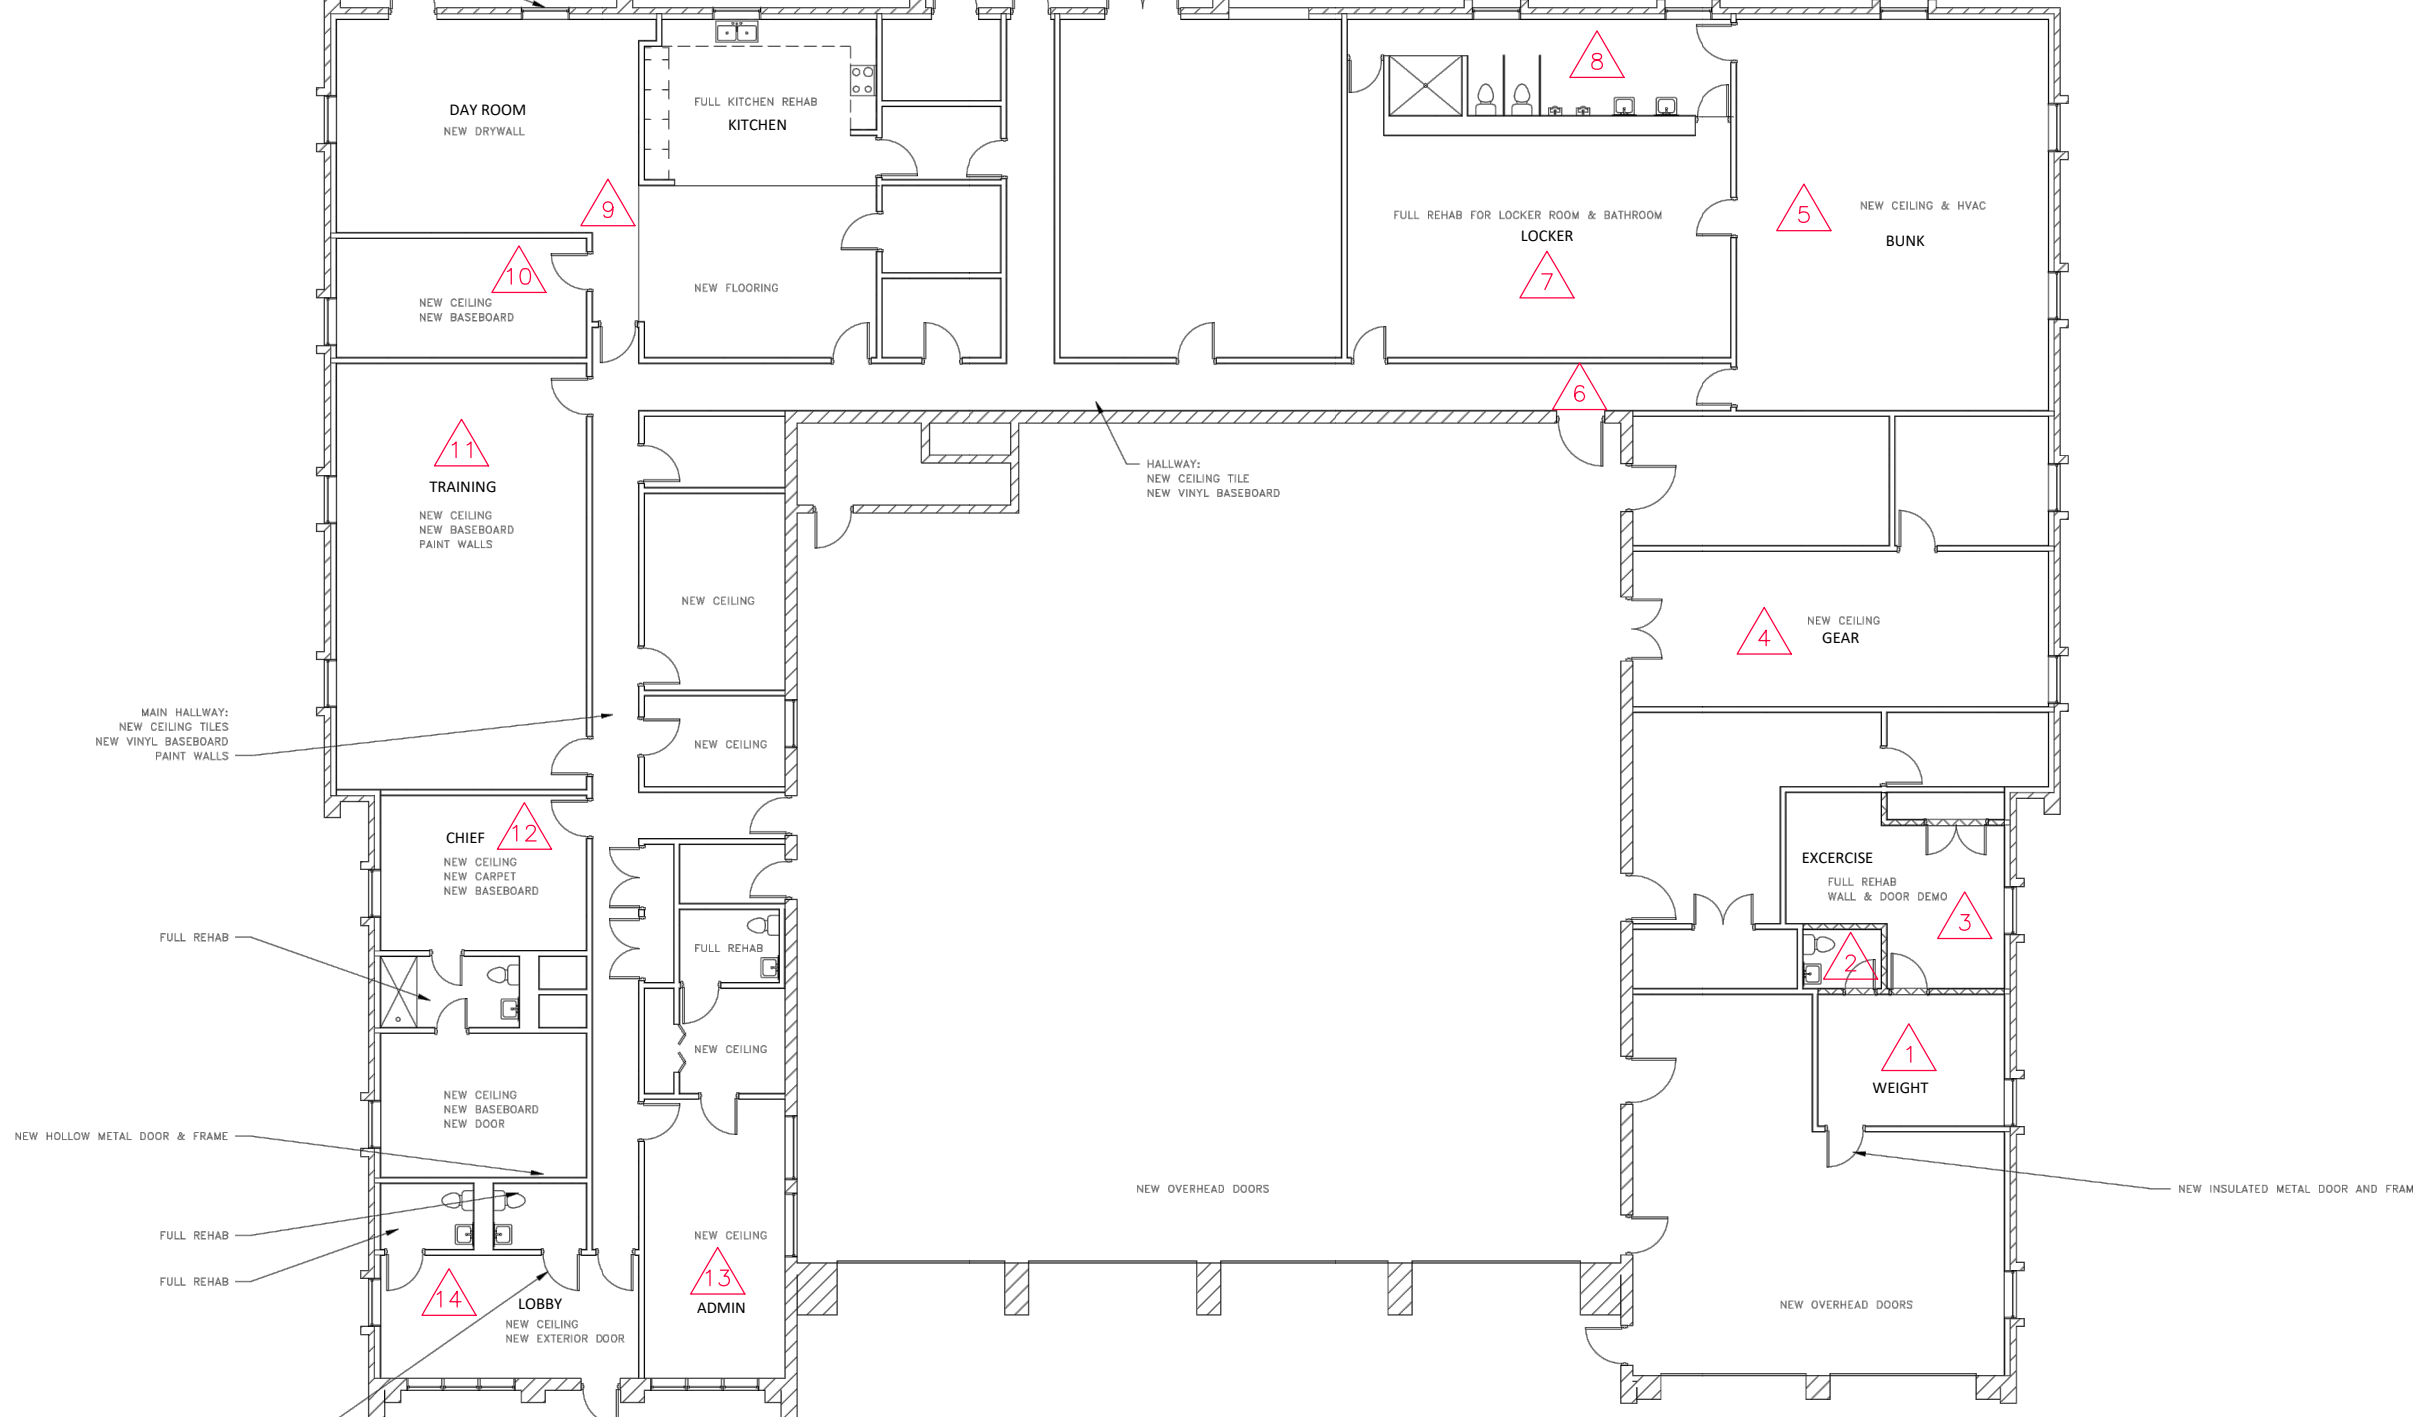 DAY ROOM
NEW DRYWALL
FULL KITCHEN REHAB
KITCHEN
8
9
FULL REHAB FOR LOCKER ROOM & BATHROOM
LOCKER
7
5
NEW CEILING & HVAC
BUNK
10
NEW CEILING
NEW BASEBOARD
NEW FLOORING
6
11
TRAINING
NEW CEILING
NEW BASEBOARD
PAINT WALLS
HALLWAY:
NEW CEILING TILE
NEW VINYL BASEBOARD
NEW CEILING
NEW CEILING
GEAR
4
MAIN HALLWAY:
NEW CEILING TILES
NEW VINYL BASEBOARD
PAINT WALLS
NEW CEILING
CHIEF
12
NEW CEILING
NEW CARPET
NEW BASEBOARD
EXCERCISE
FULL REHAB
WALL & DOOR DEMO
3
FULL REHAB
FULL REHAB
2
NEW CEILING
1
WEIGHT
NEW CEILING
NEW BASEBOARD
NEW DOOR
NEW HOLLOW METAL DOOR & FRAME
NEW OVERHEAD DOORS
NEW INSULATED METAL DOOR AND FRAM
FULL REHAB
FULL REHAB
NEW CEILING
13
ADMIN
14
LOBBY
NEW CEILING
NEW EXTERIOR DOOR
NEW OVERHEAD DOORS